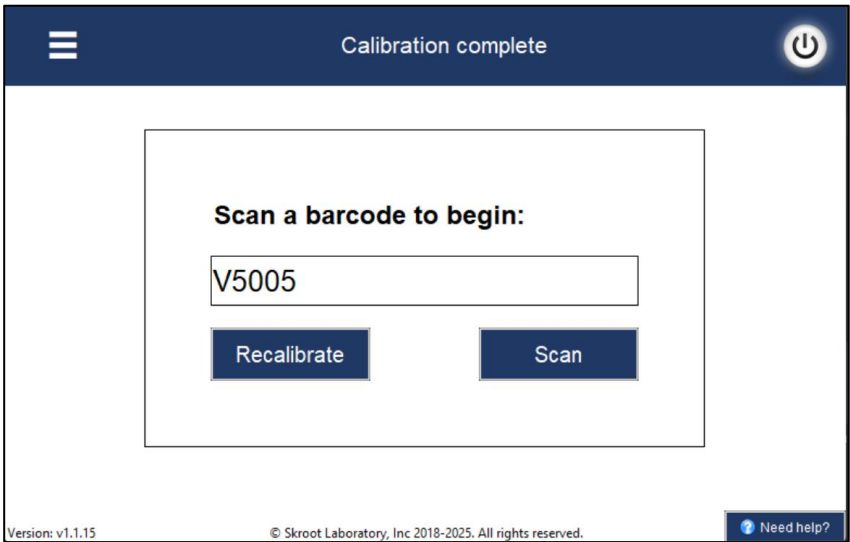 Calibration complete
Scan a barcode to begin:
V5005
Recalibrate Scan
Need help?
Version: v1.1.15 © Skroot Laboratory, Inc 2018-2025. All rights reserved.